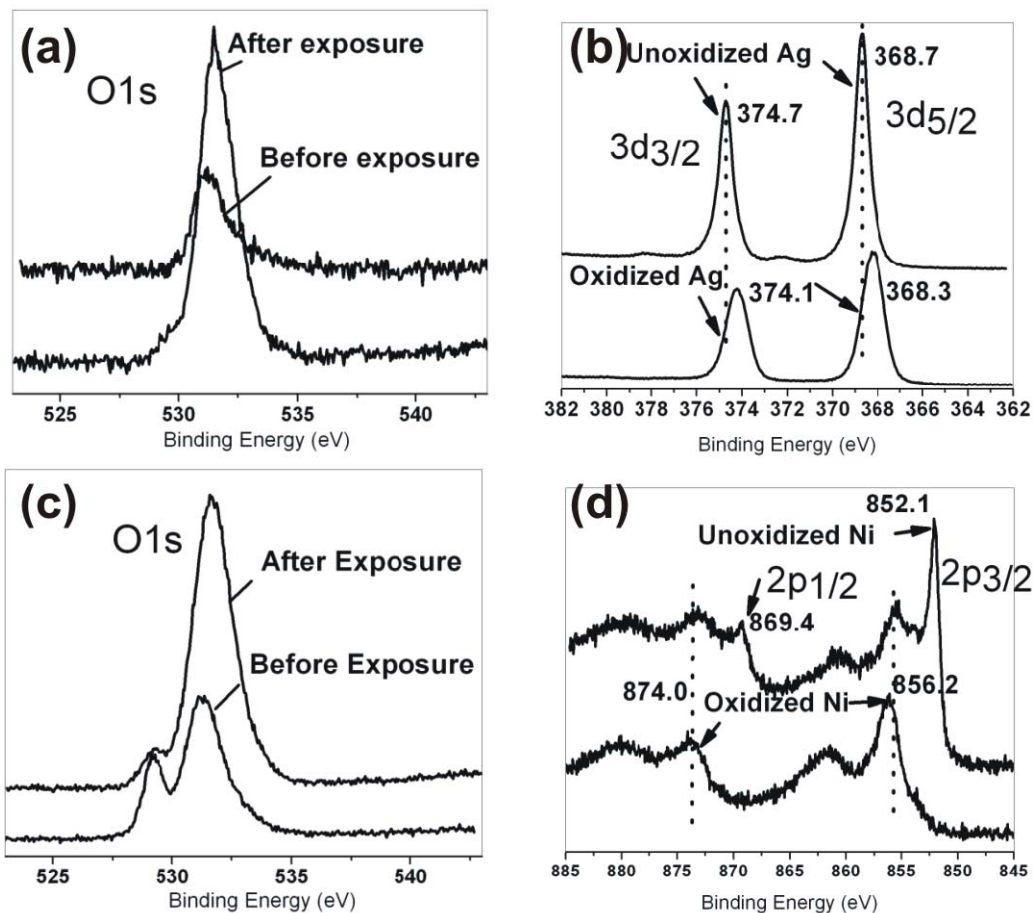 (a)
After exposure
O1s
Before exposure
525 530 535 540
Binding Energy (eV)
(b)
Unoxidized Ag
368.7
374.7
3d3/2
3d5/2
Oxidized Ag
374.1
368.3
382 380 378 376 374 372 370 368 366 364 362
Binding Energy (eV)
(c)
O1s
After Exposure
Before Exposure
525 530 535 540
Binding Energy (eV)
(d)
852.1
Unoxidized Ni
2p1/2
2p3/2
869.4
874.0
Oxidized Ni
856.2
885 880 875 870 865 860 855 850 845
Binding Energy (eV)